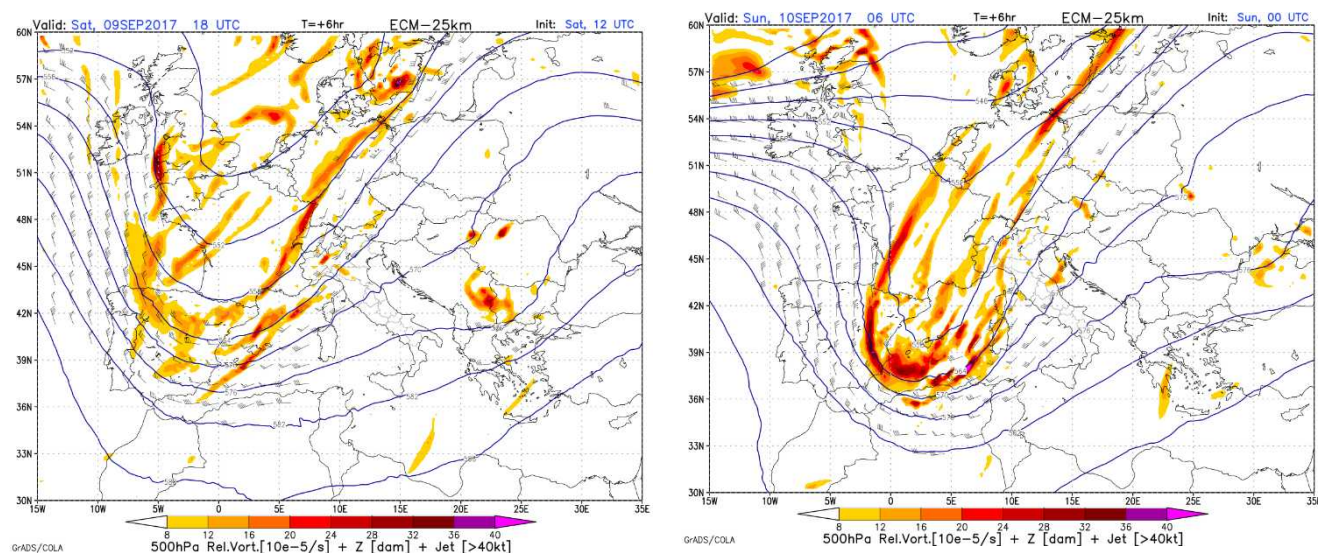 Valid: Sat, 09SEP2017 18 UTC T=+6hr ECM-25km Init: Sat, 12 UTC
60N
57N
54N
51N
48N
45N
42N
39N
36N
33N
30N
15W 10W 5W 0 5E 10E 15E 20E 25E 30E 35E
8 12 16 20 24 28 32 36 40
500hPa Rel.Vort.[10e-5/s] + Z [dam] + Jet [>40kt]
GrADS/COLA
Valid: Sun, 10SEP2017 06 UTC T=+6hr ECM-25km Init: Sun, 00 UTC
60N
57N
54N
51N
48N
45N
42N
39N
36N
33N
30N
15W 10W 5W 0 5E 10E 15E 20E 25E 30E 35E
8 12 16 20 24 28 32 36 40
500hPa Rel.Vort.[10e-5/s] + Z [dam] + Jet [>40kt]
GrADS/COLA